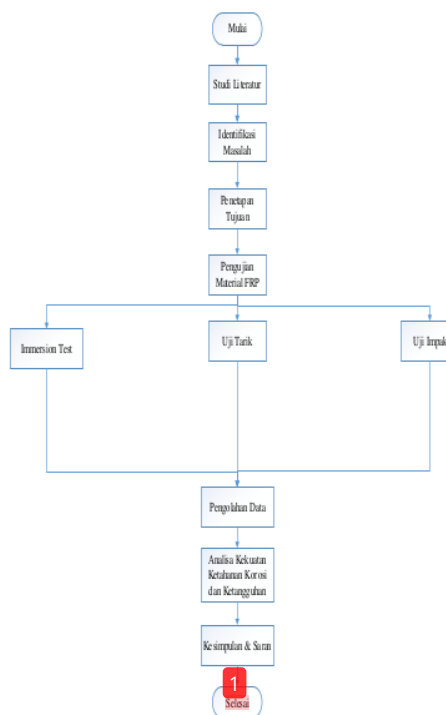 Mulai
Studi Literatur
Identifikasi
Masalah
Penetapan
Tujuan
Pengujian
Material FRP
Immersion Test
Uji Tarik
Uji Impak
Pengolahan Data
Analisa Kekuatan
Ketahanan Korosi
dan Ketangguhan
Kesimpulan & Saran
1
Selesai